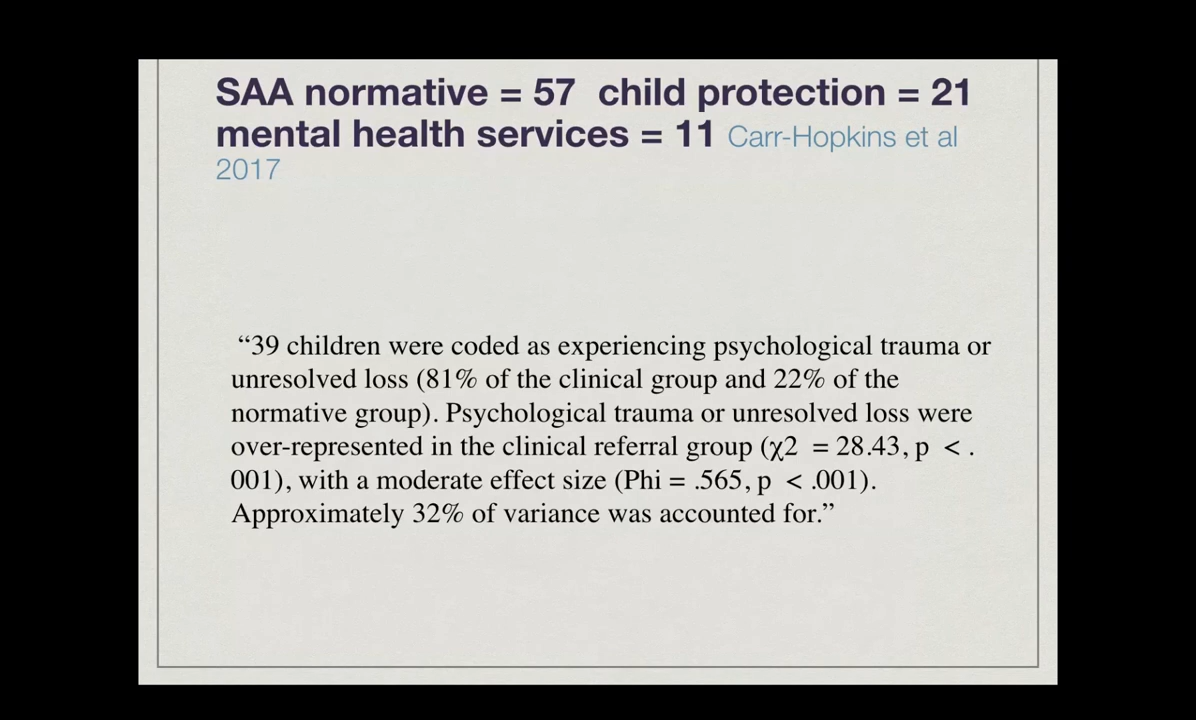 SAA normative = 57  child protection = 21
mental health services = 11 Carr-Hopkins et al
2017
“39 children were coded as experiencing psychological trauma or
unresolved loss (81% of the clinical group and 22% of the
normative group). Psychological trauma or unresolved loss were
over-represented in the clinical referral group (χ2  = 28.43, p  < .
001), with a moderate effect size (Phi = .565, p  < .001).
Approximately 32% of variance was accounted for.”